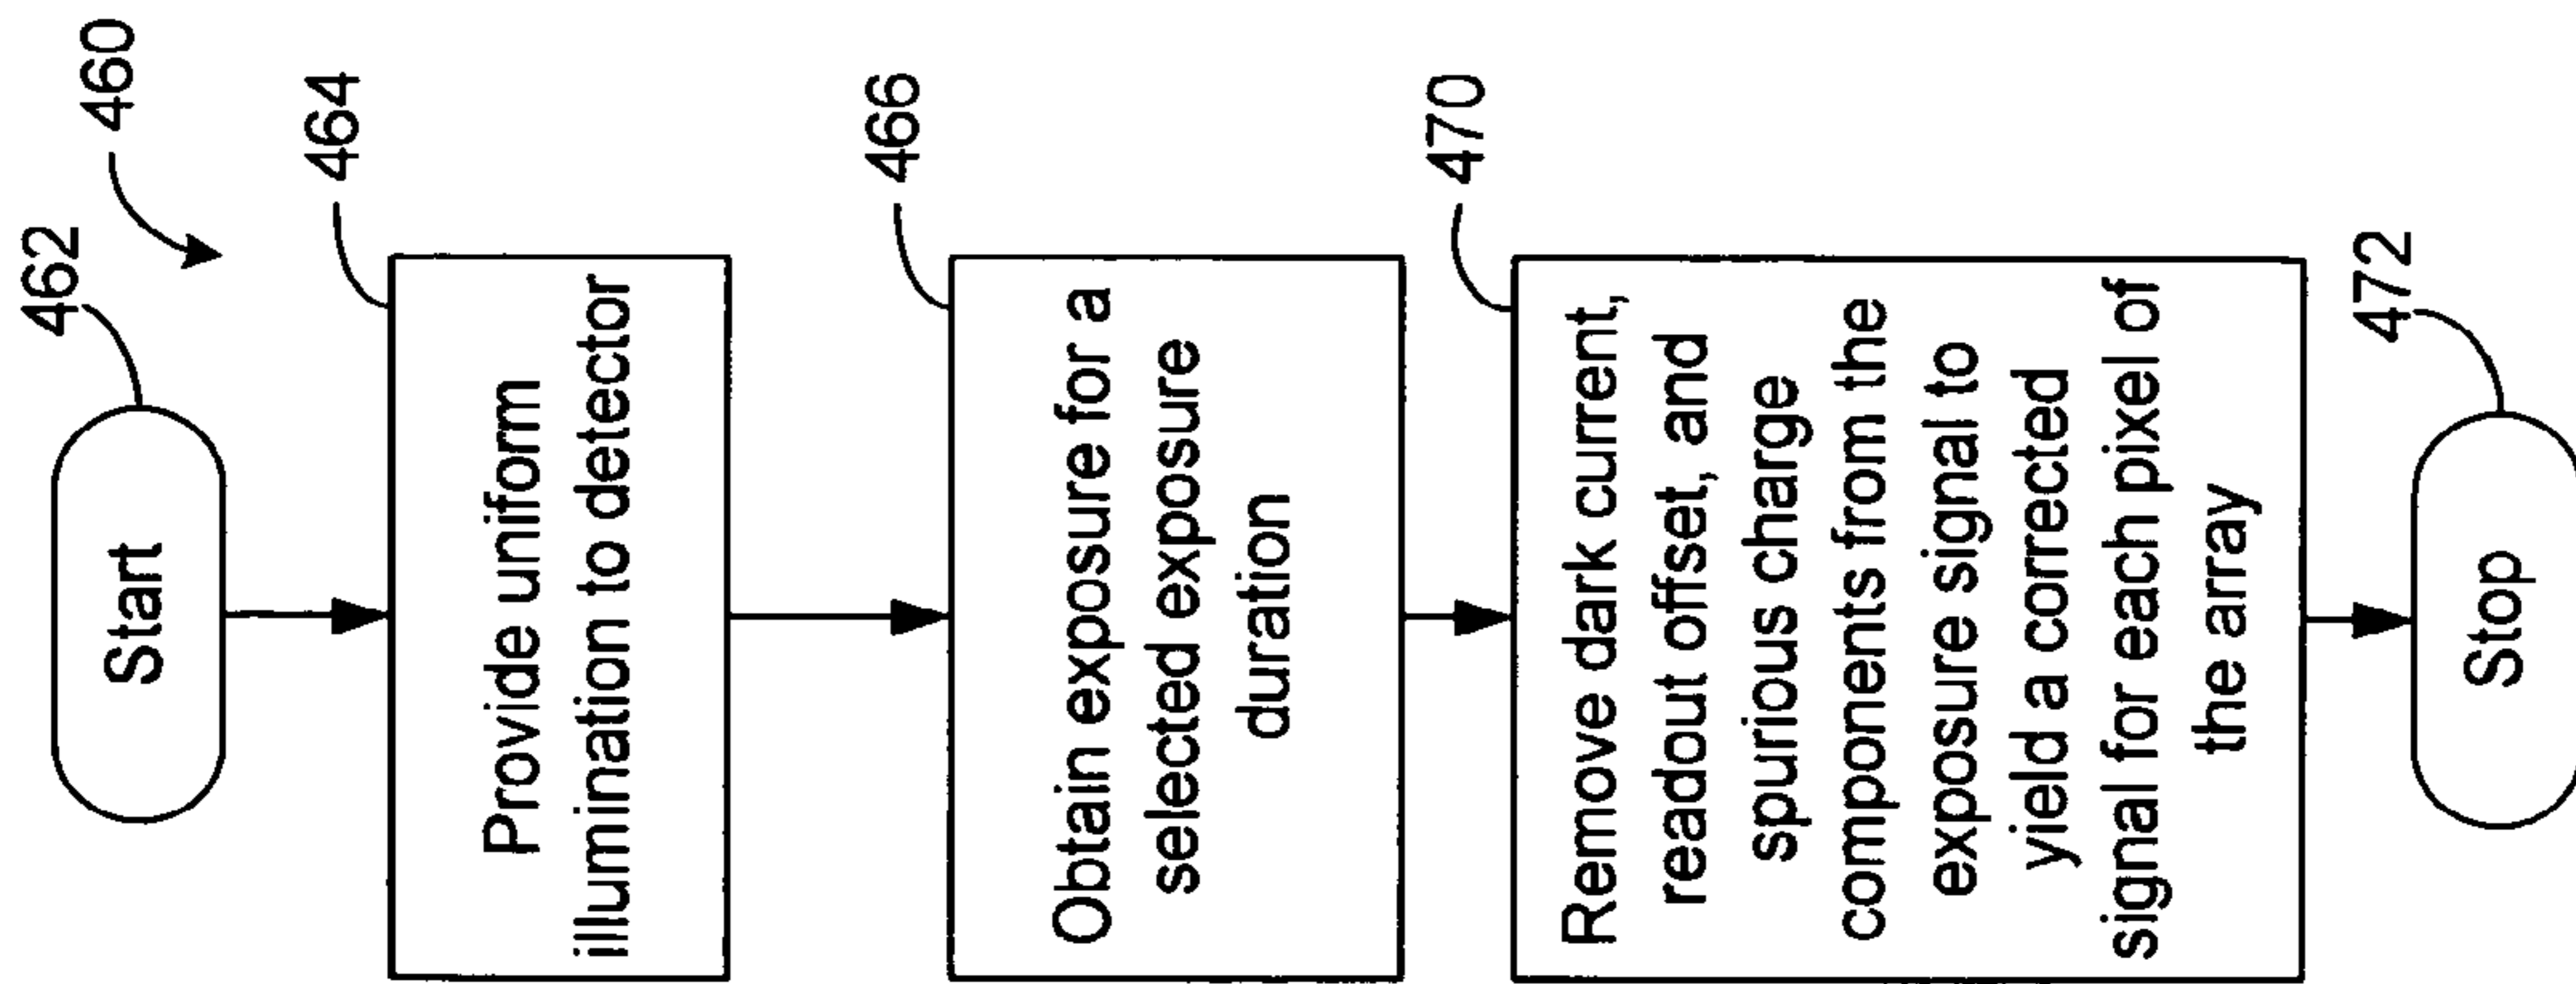 460
462
Start
464
Provide uniform
illumination to detector
466
Obtain exposure for a
selected exposure
duration
470
Remove dark current,
readout offset, and
spurious charge
components from the
exposure signal to
yield a corrected
signal for each pixel of
the array
472
Stop